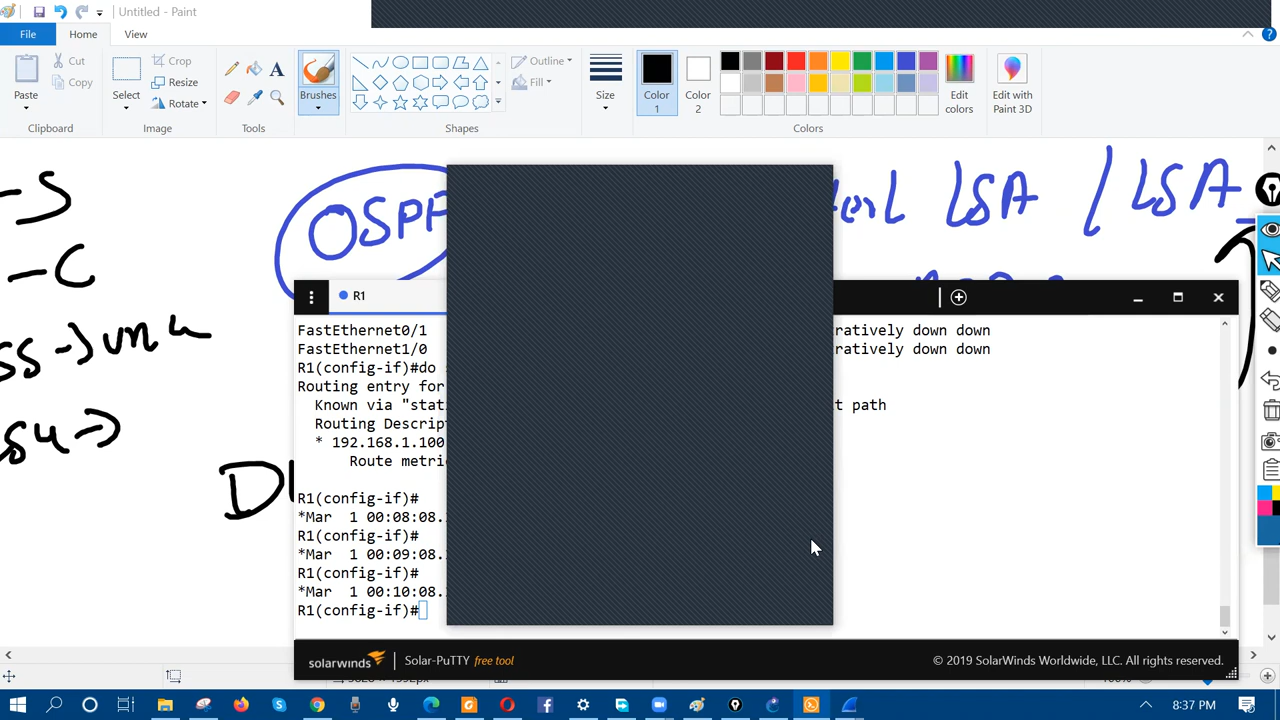 Untitled - Paint
File Home View
Cut
Copy
Paste
Clipboard
Select
Crop
Resize
Rotate
Image
Tools
Brushes
Shapes
Outline
Fill
Size
Color 1
Color 2
Colors
Edit colors
Edit with Paint 3D
-S
OSPF
LSA / LSA
-C
R1
FastEthernet0/1 ratively down down
FastEthernet1/0 ratively down down
R1(config-if)#do
Routing entry for
Known via "stat t path
Routing Descrip
* 192.168.1.100
Route metri
R1(config-if)#
*Mar 1 00:08:08.
R1(config-if)#
*Mar 1 00:09:08.
R1(config-if)#
*Mar 1 00:10:08.
R1(config-if)#
solarwinds Solar-PuTTY free tool © 2019 SolarWinds Worldwide, LLC. All rights reserved.
8:37 PM